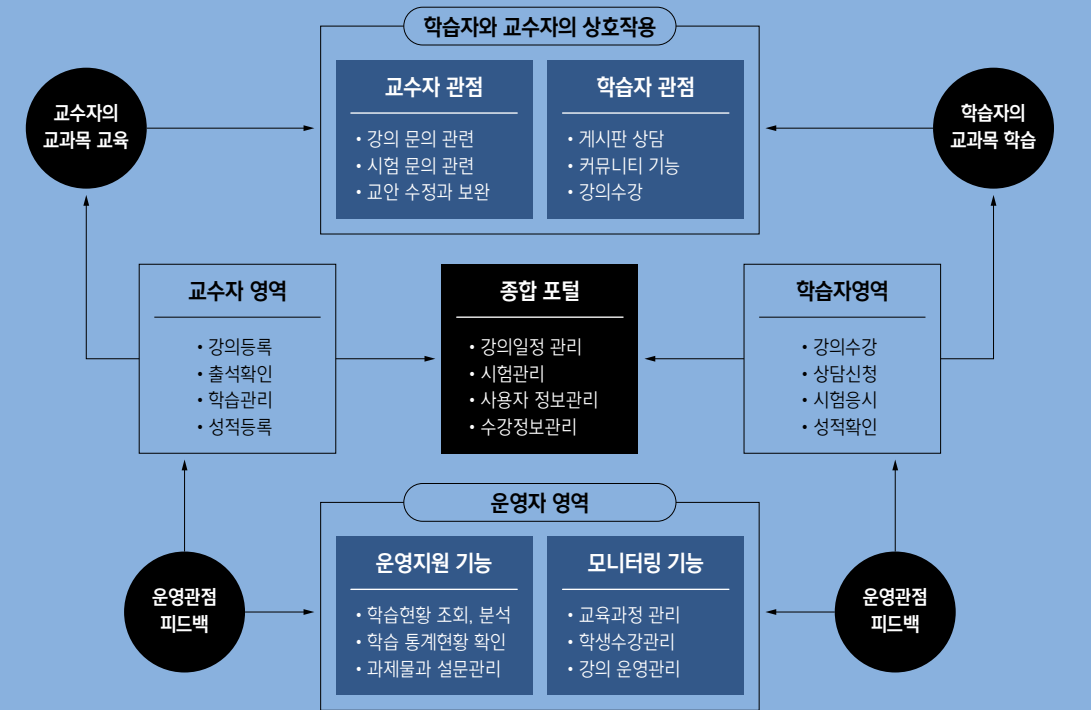 학습자와 교수자의 상호작용
교수자의
교과목 교육
교수자 관점
• 강의 문의 관련
• 시험 문의 관련
• 교안 수정과 보완
학습자 관점
• 게시판 상담
• 커뮤니티 기능
• 강의수강
학습자의
교과목 학습
교수자 영역
• 강의등록
• 출석확인
• 학습관리
• 성적등록
종합 포털
• 강의일정 관리
• 시험관리
• 사용자 정보관리
• 수강정보관리
학습자영역
• 강의수강
• 상담신청
• 시험응시
• 성적확인
운영자 영역
운영관점
피드백
운영지원 기능
• 학습현황 조회, 분석
• 학습 통계현황 확인
• 과제물과 설문관리
모니터링 기능
• 교육과정 관리
• 학생수강관리
• 강의 운영관리
운영관점
피드백